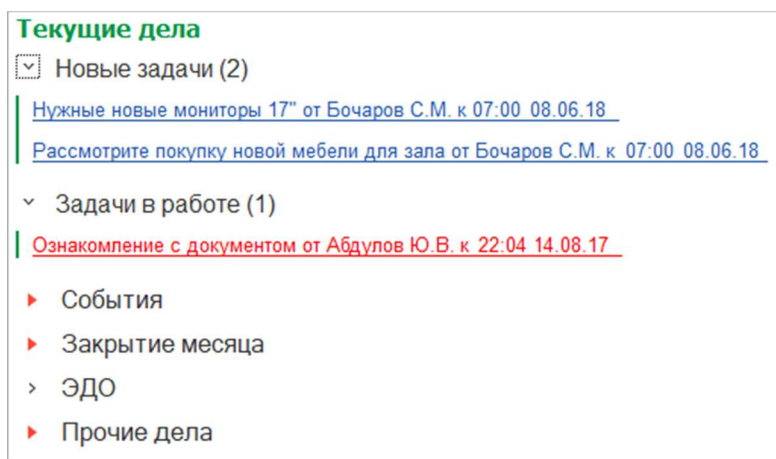 Текущие дела
Новые задачи (2)
Нужные новые мониторы 17" от Бочаров С.М. к 07:00 08.06.18
Рассмотрите покупку новой мебели для зала от Бочаров С.М. к 07:00 08.06.18
Задачи в работе (1)
Ознакомление с документом от Абдулов Ю.В. к 22:04 14.08.17
События
Закрытие месяца
ЭДО
Прочие дела